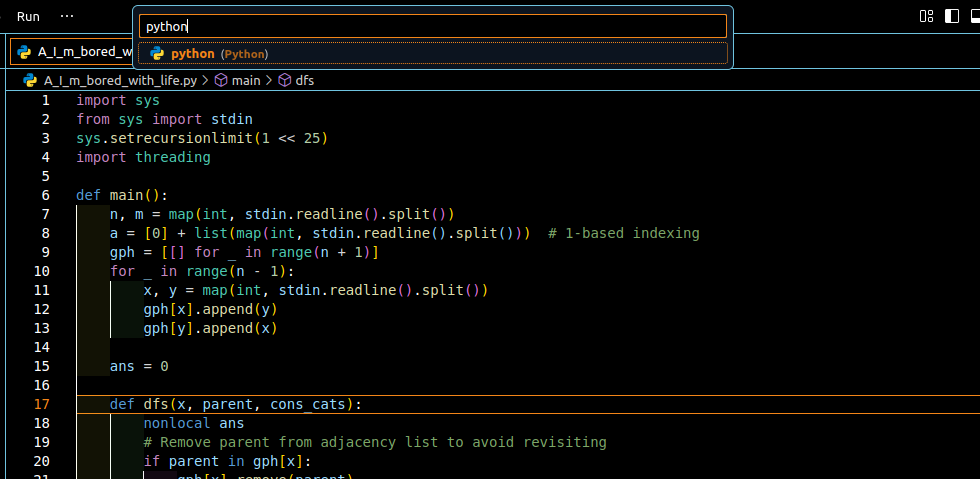 Run ···
python
python (Python)
A_I_m_bored_w
A_I_m_bored_with_life.py > main > dfs
1 import sys
2 from sys import stdin
3 sys.setrecursionlimit(1 << 25)
4 import threading
5
6 def main():
7 n, m = map(int, stdin.readline().split())
8 a = [0] + list(map(int, stdin.readline().split())) # 1-based indexing
9 gph = [[] for _ in range(n + 1)]
10 for _ in range(n - 1):
11 x, y = map(int, stdin.readline().split())
12 gph[x].append(y)
13 gph[y].append(x)
14
15 ans = 0
16
17 def dfs(x, parent, cons_cats):
18 nonlocal ans
19 # Remove parent from adjacency list to avoid revisiting
20 if parent in gph[x]:
21 gph[x].remove(parent)